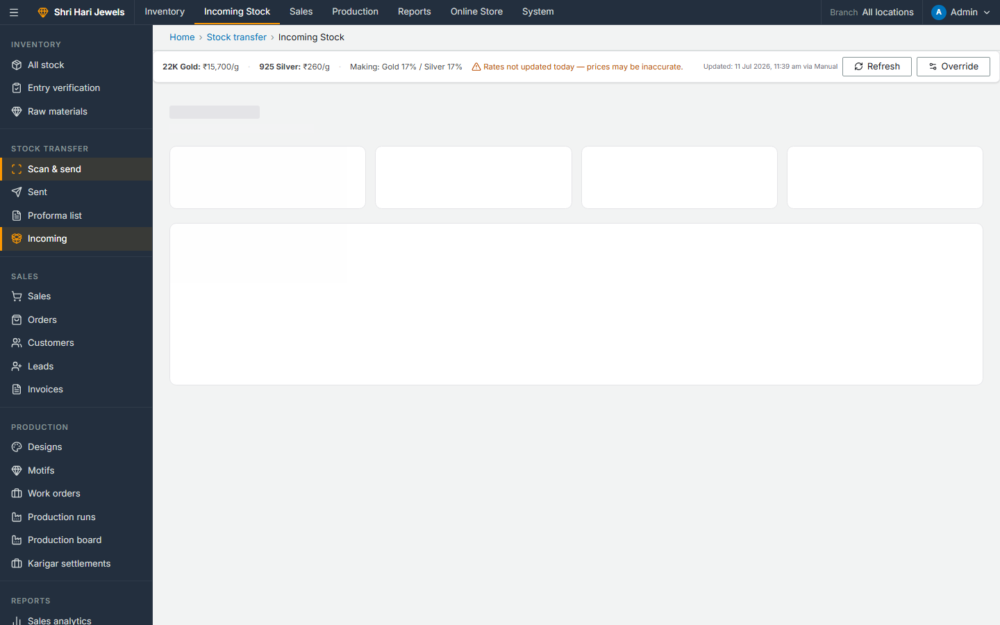 Shri Hari Jewels
Inventory
Incoming Stock
Sales
Production
Reports
Online Store
System
Branch All locations
A Admin
INVENTORY
All stock
Entry verification
Raw materials
STOCK TRANSFER
Scan & send
Sent
Proforma list
Incoming
SALES
Sales
Orders
Customers
Leads
Invoices
PRODUCTION
Designs
Motifs
Work orders
Production runs
Production board
Karigar settlements
REPORTS
Sales analytics
Home › Stock transfer › Incoming Stock
22K Gold: ₹15,700/g · 925 Silver: ₹260/g · Making: Gold 17% / Silver 17% Rates not updated today — prices may be inaccurate. Updated: 11 Jul 2026, 11:39 am via Manual Refresh Override